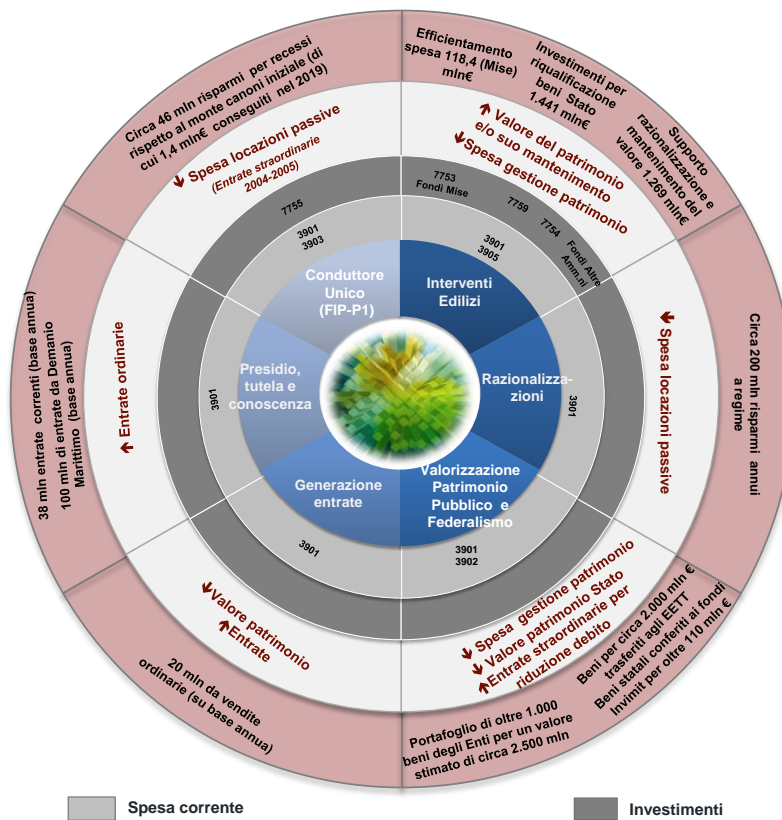 Circa 46 mln risparmi per recessi
rispetto al monte canoni iniziale (di
cui 1,4 mln€ conseguiti nel 2019)
Efficientamento
spesa 118,4 (Mise)
mln€
Investimenti per
riqualificazione
beni Stato
1.441 mln€
Supporto
razionalizzazione e
mantenimento del
valore 1.269 mln€
Spesa locazioni passive
(Entrate straordinarie
2004-2005)
Valore del patrimonio
e/o suo mantenimento
Spesa gestione patrimonio
7755
7753
Fondi Mise
7759
7754
Fondi Altre
Amm.ni
3901
3903
3901
3905
Conduttore
Unico
(FIP-P1)
Interventi
Edilizi
38 mln entrate correnti (base annua)
100 mln di entrate da Demanio
Marittimo (base annua)
Entrate ordinarie
3901
Presidio,
tutela e
conoscenza
Razionalizza-
zioni
3901
Spesa locazioni passive
Circa 200 mln risparmi annui
a regime
Generazione
entrate
Valorizzazione
Patrimonio
Pubblico e
Federalismo
3901
3901
3902
Valore patrimonio
Entrate
Spesa gestione patrimonio
Valore patrimonio Stato
Entrate straordinarie per
riduzione debito
20 mln da vendite
ordinarie (su base annua)
Portafoglio di oltre 1.000
beni degli Enti per un valore
stimato di circa 2.500 mln
Beni per circa 2.000 mln €
trasferiti agli EETT
Beni statali conferiti ai fondi
Invimit per oltre 110 mln €
Spesa corrente
Investimenti